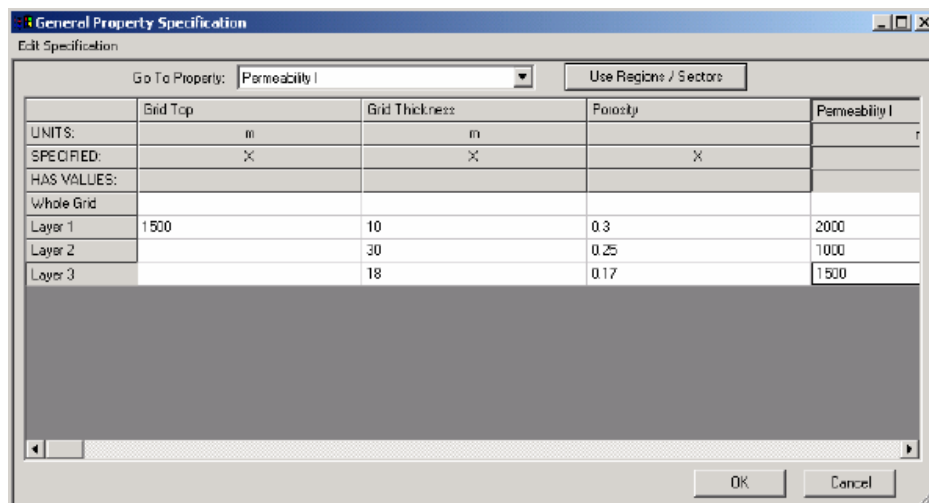 General Property Specification
Edit Specification
Go To Property: Permeability I Use Regions / Sectors
Grid Top Grid Thickness Porosity Permeability I
UNITS: m m
SPECIFIED: X X X
HAS VALUES:
Whole Grid
Layer 1 1500 10 0.3 2000
Layer 2 30 0.25 1000
Layer 3 18 0.17 1500
OK Cancel